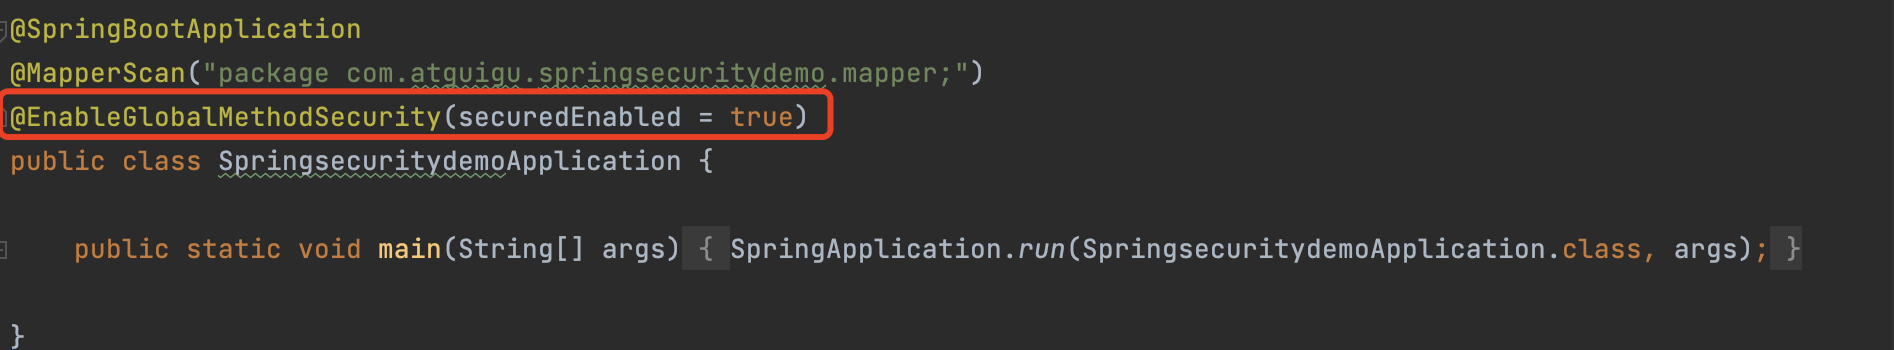 @SpringBootApplication
@MapperScan("package com.atguigu.springsecuritydemo.mapper;")
@EnableGlobalMethodSecurity(securedEnabled = true)
public class SpringsecuritydemoApplication {
public static void main(String[] args) { SpringApplication.run(SpringsecuritydemoApplication.class, args); }
}